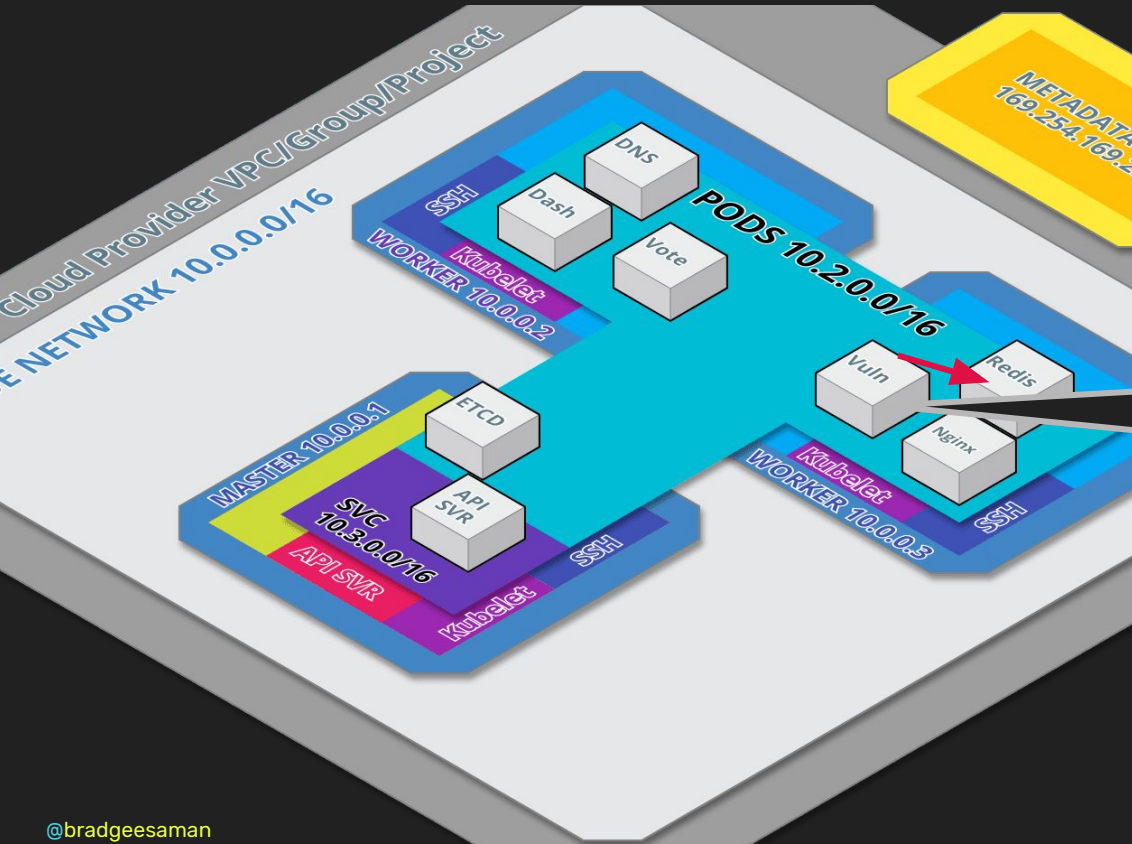 Cloud Provider VPC/Group/Project
NETWORK 10.0.0.0/16
METADATA
DNS
Dash
Vote
SSH
Kubelet
WORKER 10.0.0.2
PODS 10.2.0.0/16
Vuln
Redis
Nginx
Kubelet
SSH
WORKER 10.0.0.3
MASTER 10.0.0.1
ETCD
API
SVR
SVC
10.3.0.0/16
API SVR
Kubelet
SSH
@bradgeesaman